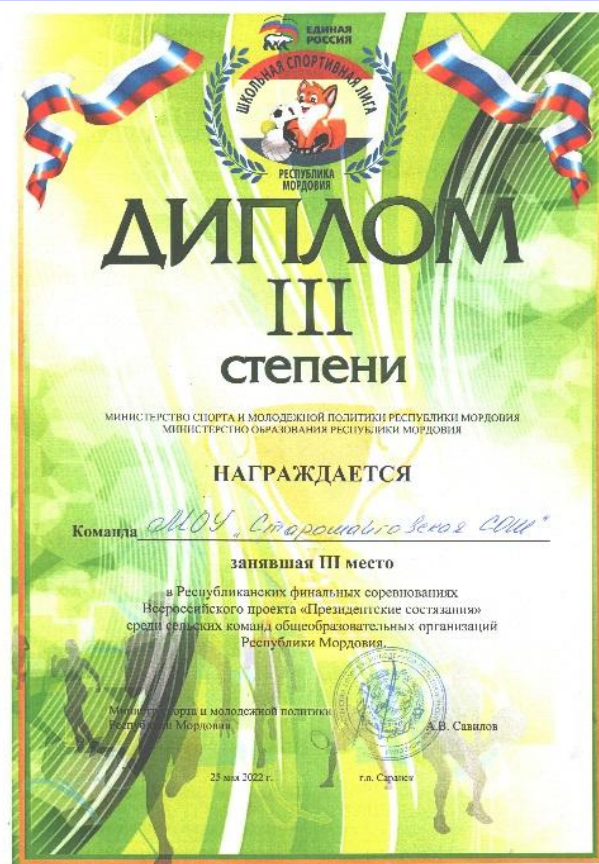 ЕДИНАЯ
РОССИЯ
ШКОЛЬНАЯ СПОРТИВНАЯ ЛИГА
РЕСПУБЛИКА
МОРДОВИЯ
ДИПЛОМ
III
степени
МИНИСТЕРСТВО СПОРТА И МОЛОДЕЖНОЙ ПОЛИТИКИ РЕСПУБЛИКИ МОРДОВИЯ
МИНИСТЕРСТВО ОБРАЗОВАНИЯ РЕСПУБЛИКИ МОРДОВИЯ
НАГРАЖДАЕТСЯ
Команда МОУ „Старошайговская СОШ"
занявшая III место
в Республиканских финальных соревнованиях
Всероссийского проекта «Президентские состязания»
среди сельских команд общеобразовательных организаций
Республики Мордовия.
Министр спорта и молодежной политики
Республики Мордовия
А.В. Савилов
25 мая 2022 г.
г.о. Саранск